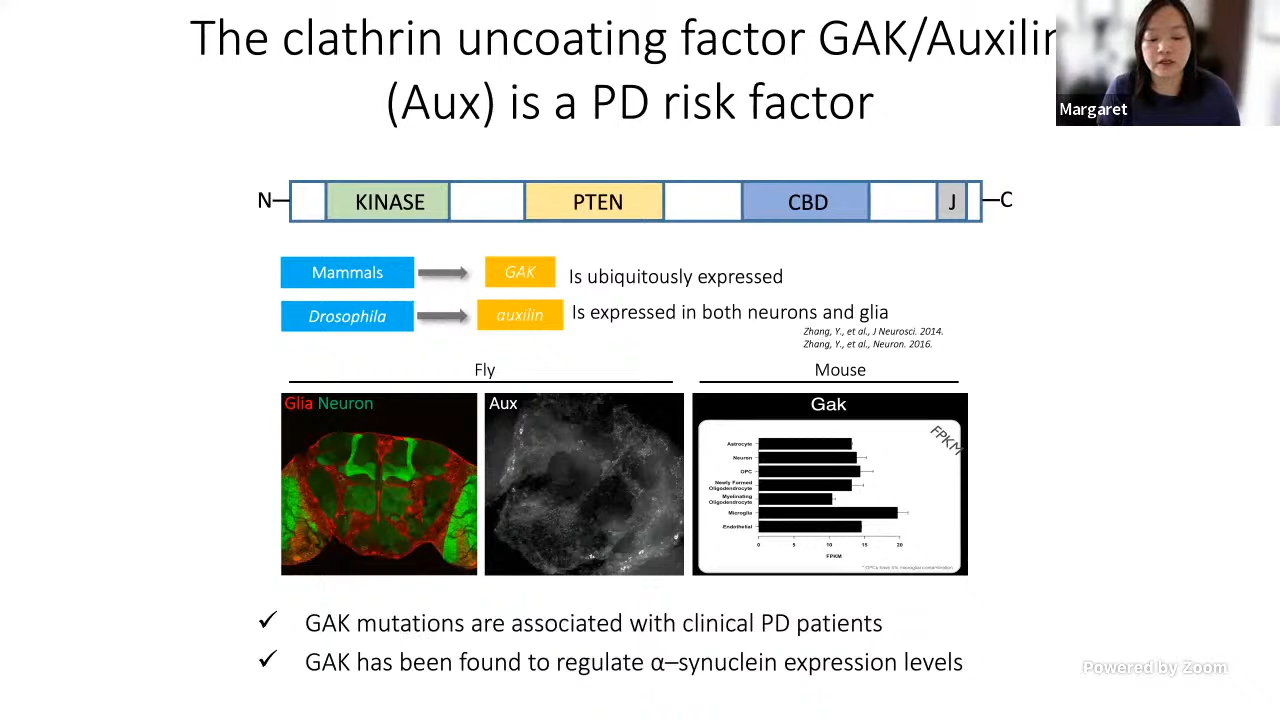 The clathrin uncoating factor GAK/Auxilin
(Aux) is a PD risk factor
Margaret
N KINASE PTEN CBD J C
Mammals GAK Is ubiquitously expressed
Drosophila auxilin Is expressed in both neurons and glia
Zhang, Y., et al., J Neurosci. 2014.
Zhang, Y., et al., Neuron. 2016.
Fly Mouse
Glia Neuron Aux Gak
FPKM
Astrocyte
Neuron
OPC
Newly Formed
Oligodendrocyte
Myelinating
Oligodendrocyte
Microglia
Endothelial
0 5 10 15 20
FPKM
✓ GAK mutations are associated with clinical PD patients
✓ GAK has been found to regulate α–synuclein expression levels
Powered by Zoom